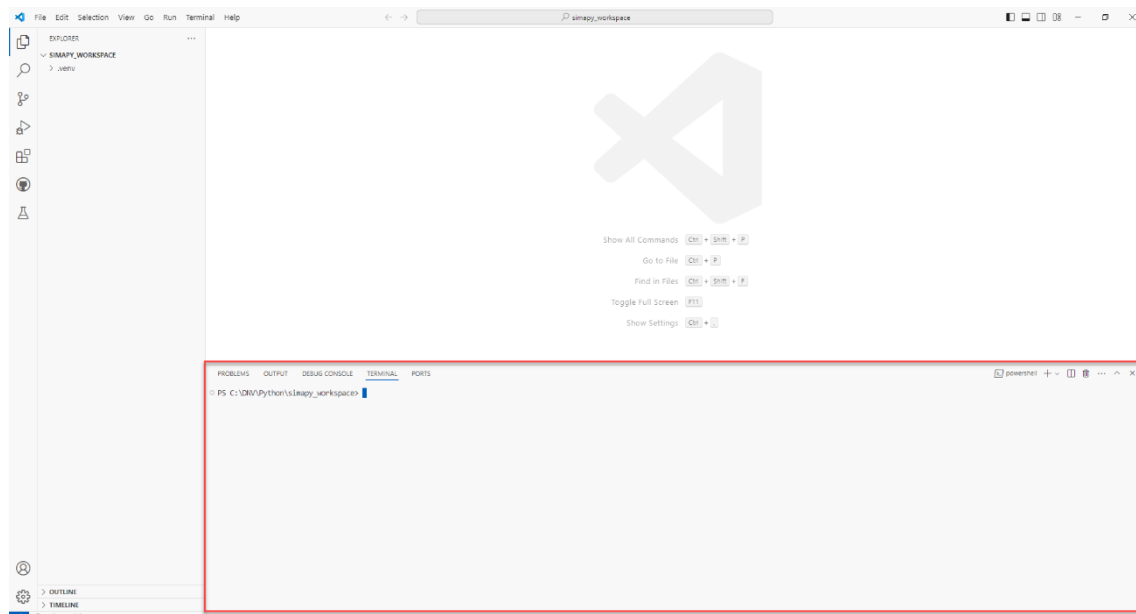 File Edit Selection View Go Run Terminal Help
simapy_workspace
EXPLORER ...
SIMAPY_WORKSPACE
.venv
Show All Commands Ctrl + Shift + P
Go to File Ctrl + P
Find in Files Ctrl + Shift + F
Toggle Full Screen F11
Show Settings Ctrl + ,
PROBLEMS OUTPUT DEBUG CONSOLE TERMINAL PORTS
powershell
PS C:\DNV\Python\simapy_workspace>
OUTLINE
TIMELINE